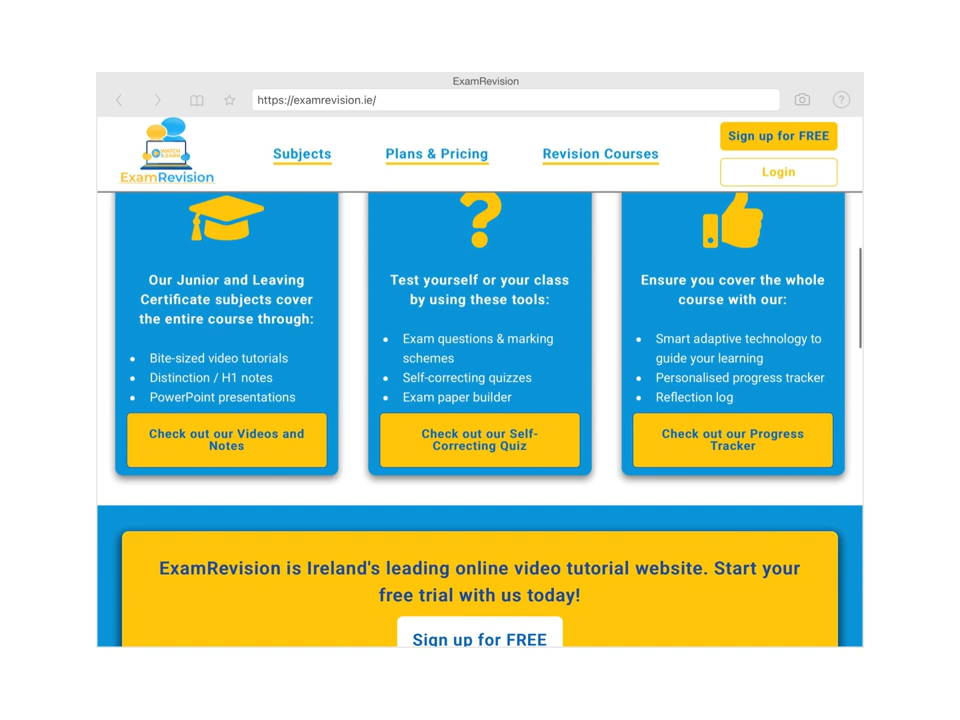 ExamRevision
https://examrevision.ie/
?
WATCH
& LEARN
ExamRevision
Subjects
Plans & Pricing
Revision Courses
Sign up for FREE
Login
Our Junior and Leaving
Certificate subjects cover
the entire course through:
• Bite-sized video tutorials
• Distinction / H1 notes
• PowerPoint presentations
Check out our Videos and
Notes
?
Test yourself or your class
by using these tools:
• Exam questions & marking
schemes
• Self-correcting quizzes
• Exam paper builder
Check out our Self-
Correcting Quiz
Ensure you cover the whole
course with our:
• Smart adaptive technology to
guide your learning
• Personalised progress tracker
• Reflection log
Check out our Progress
Tracker
ExamRevision is Ireland's leading online video tutorial website. Start your
free trial with us today!
Sign up for FREE